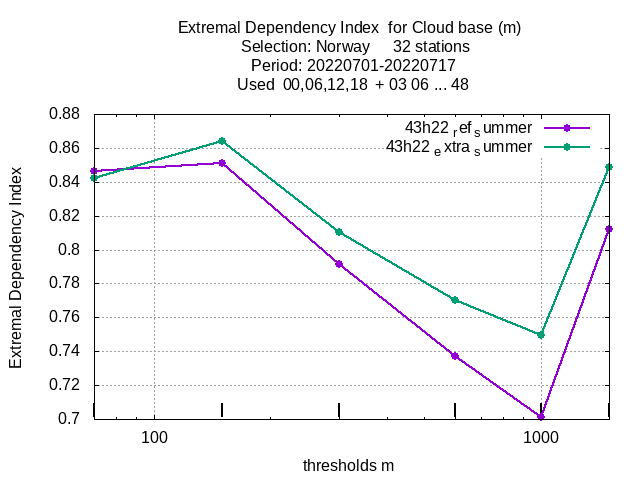 Extremal Dependency Index  for Cloud base (m)
Selection: Norway     32 stations
Period: 20220701-20220717
Used  00,06,12,18  + 03 06 ... 48
43h22 ref summer
43h22 extra summer
0.88
0.86
0.84
0.82
0.8
0.78
0.76
0.74
0.72
0.7
Extremal Dependency Index
100
1000
thresholds m